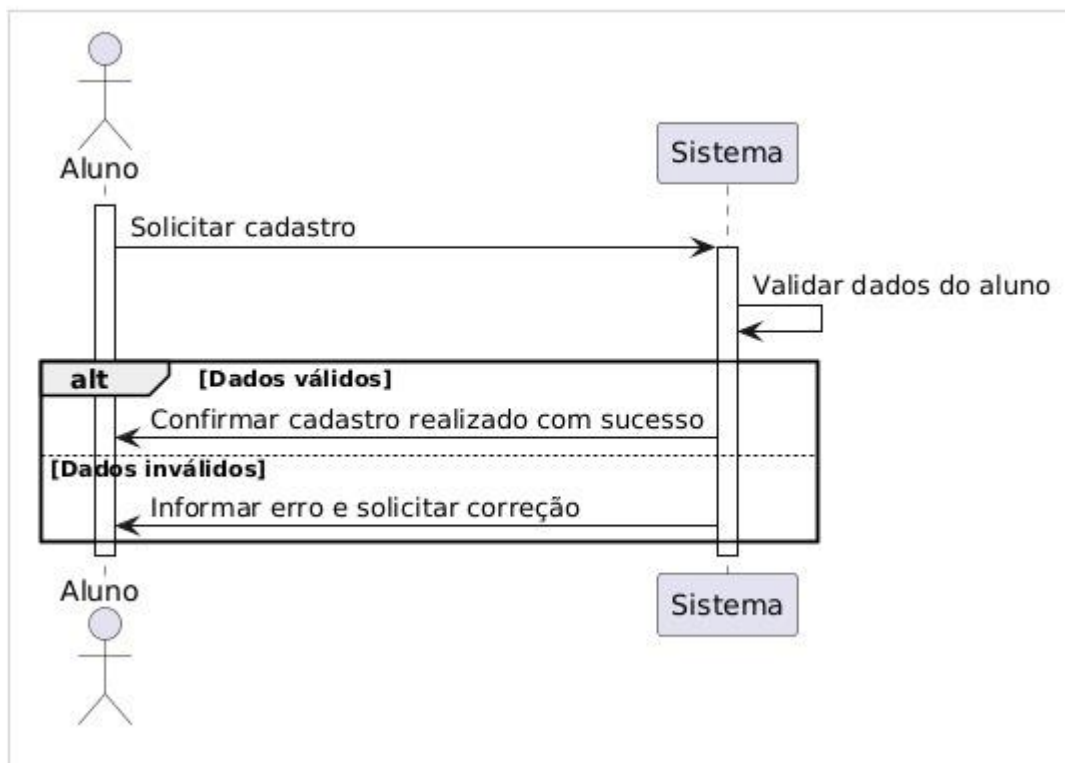 Aluno
Sistema
Solicitar cadastro
Validar dados do aluno
alt [Dados válidos]
Confirmar cadastro realizado com sucesso
[Dados inválidos]
Informar erro e solicitar correção
Aluno
Sistema